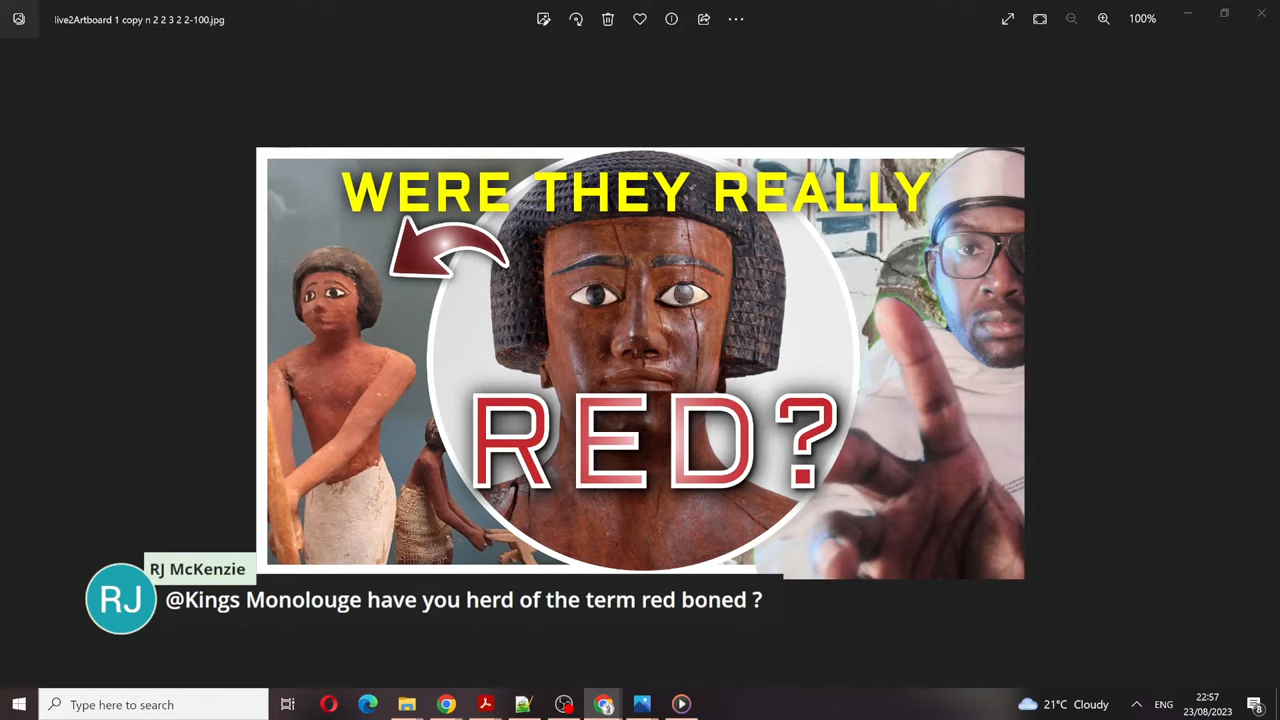 live2Artboard 1 copy n 2 2 3 2 2-100.jpg
100%
WERE THEY REALLY
RED?
RJ McKenzie
RJ
@Kings Monolouge have you herd of the term red boned ?
Type here to search
21°C Cloudy
ENG
22:57
23/08/2023
8